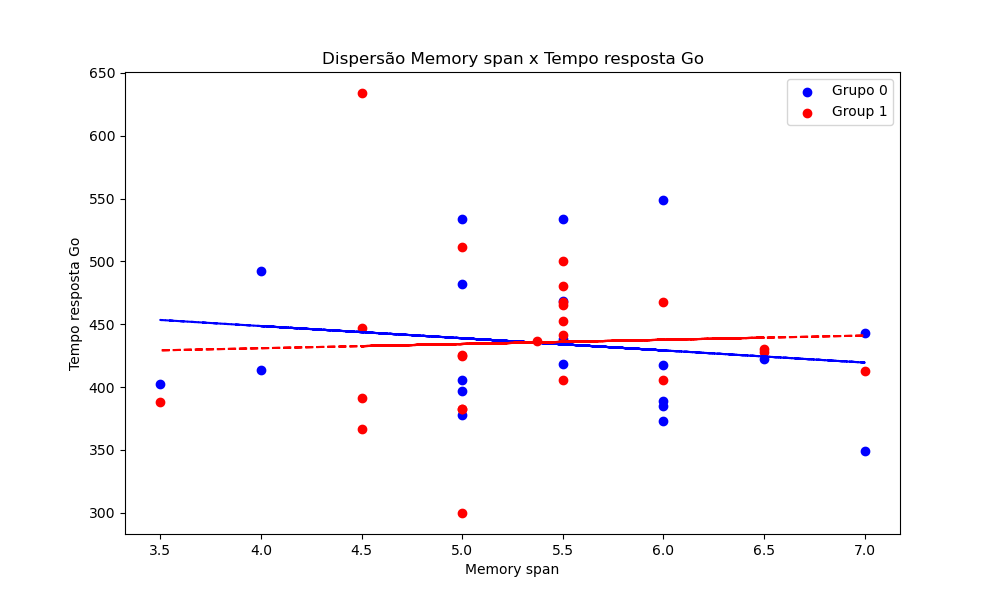 Dispersão Memory span x Tempo resposta Go
Grupo 0
Group 1
Tempo resposta Go
650
600
550
500
450
400
350
300
3.5 4.0 4.5 5.0 5.5 6.0 6.5 7.0
Memory span